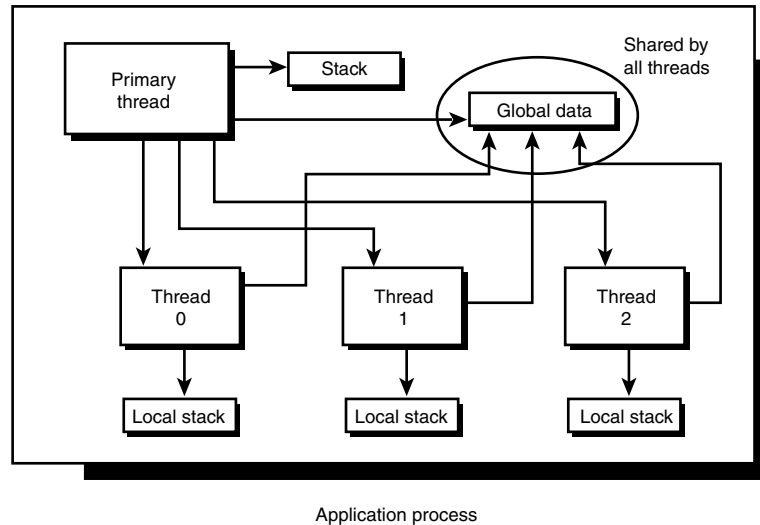 Primary
thread
Stack
Shared by
all threads
Global data
Thread
0
Thread
1
Thread
2
Local stack
Local stack
Local stack
Application process